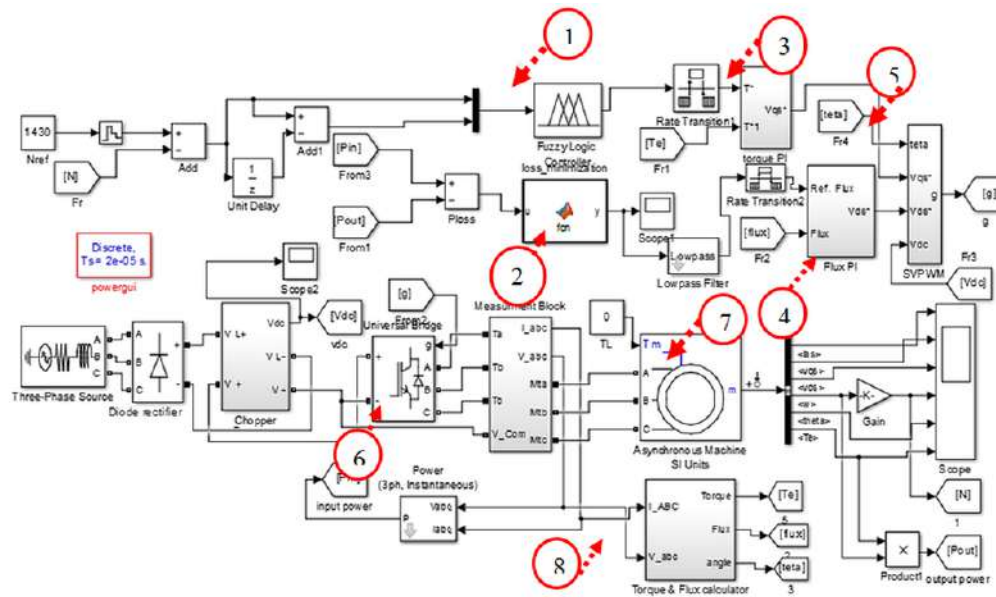 1
3
5
1430
Nref
[N]
Fr
+
-
Add
1
z
Unit Delay
+
-
Add1
[Pin]
From3
[Pout]
From1
+
-
Ploss
Fuzzy Logic
Controller
loss_minimization
u
fcn
y
2
Scope1
Lowpass
Lowpass Filter
Rate Transition1
[Te]
Fr1
T*
T*1
Vqs*
torque PI
[teta]
Fr4
Rate Transition2
[flux]
Fr2
Ref. Flux
Flux
Vds*
Flux PI
4
teta
Vqs*
Vds*
Vdc
g
SVPWM
[g]
g
Fr3
[Vdc]
Discrete,
Ts = 2e-05 s.
powergui
Scope2
[Vdc]
vdc
[g]
From2
A
B
C
Three-Phase Source
A
B
C
+
-
Diode rectifier
V L+
V +
Vdc
V L-
V -
Chopper
Universal Bridge
+
-
g
A
B
C
6
Measurment Block
Ta
Tb
Tb
V_Com
I_abc
V_abc
Mta
Mtb
Mtc
0
TL
7
Tm
A
B
C
m
Asynchronous Machine
SI Units
<vds>
<w>
<theta>
<Te>
-K-
Gain
Scope
[N]
1
input power
Power
(3ph, Instantaneous)
P
Vabc
Iabc
8
I_ABC
V_abc
Torque
Flux
angle
Torque & Flux calculator
[Te]
5
[flux]
2
[teta]
3
×
Product1
[Pout]
output power